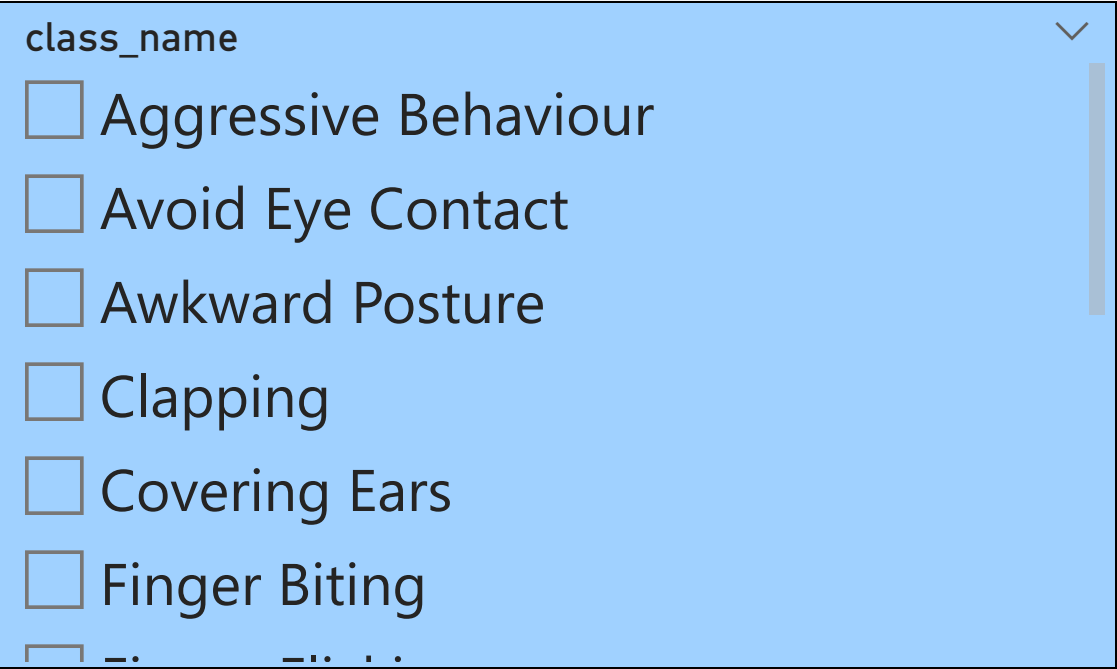 class_name
Aggressive Behaviour
Avoid Eye Contact
Awkward Posture
Clapping
Covering Ears
Finger Biting